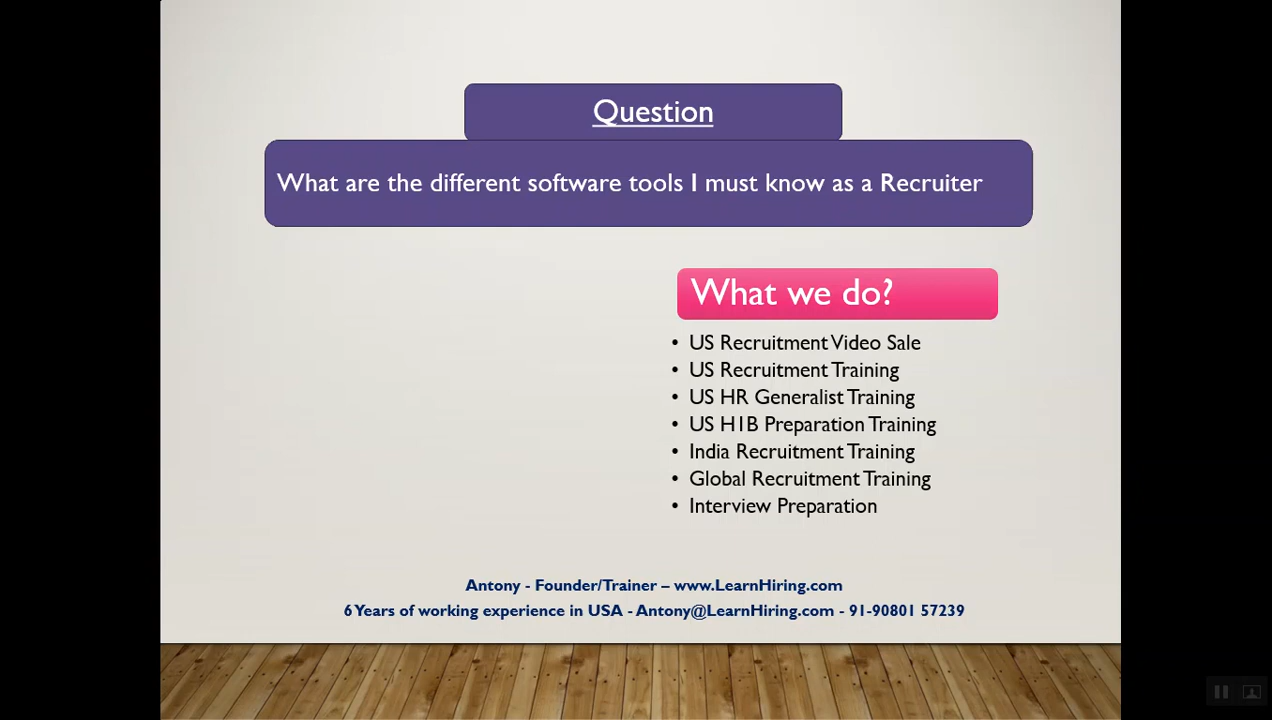 Question
What are the different software tools I must know as a Recruiter
What we do?
• US Recruitment Video Sale
• US Recruitment Training
• US HR Generalist Training
• US H1B Preparation Training
• India Recruitment Training
• Global Recruitment Training
• Interview Preparation
Antony - Founder/Trainer – www.LearnHiring.com
6 Years of working experience in USA - Antony@LearnHiring.com - 91-90801 57239